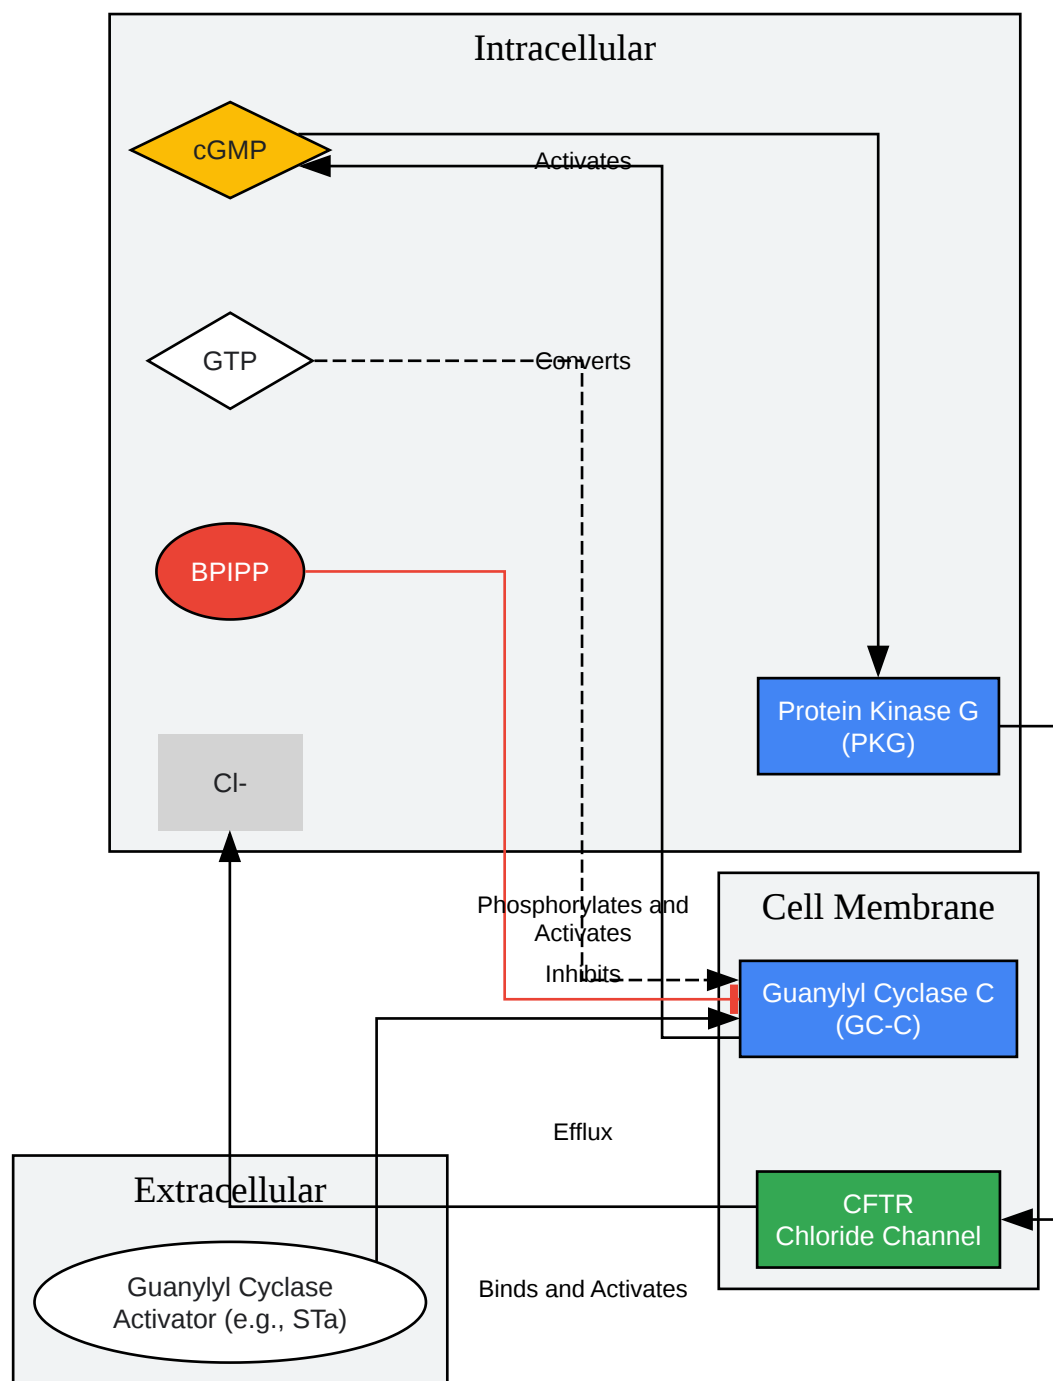 Intracellular
cGMP
Activates
GTP
Converts
BPIPP
Protein Kinase G
(PKG)
Cl-
Phosphorylates and
Activates
Cell Membrane
Inhibits
Guanylyl Cyclase C
(GC-C)
Efflux
Extracellular
CFTR
Chloride Channel
Guanylyl Cyclase
Activator (e.g., STa)
Binds and Activates